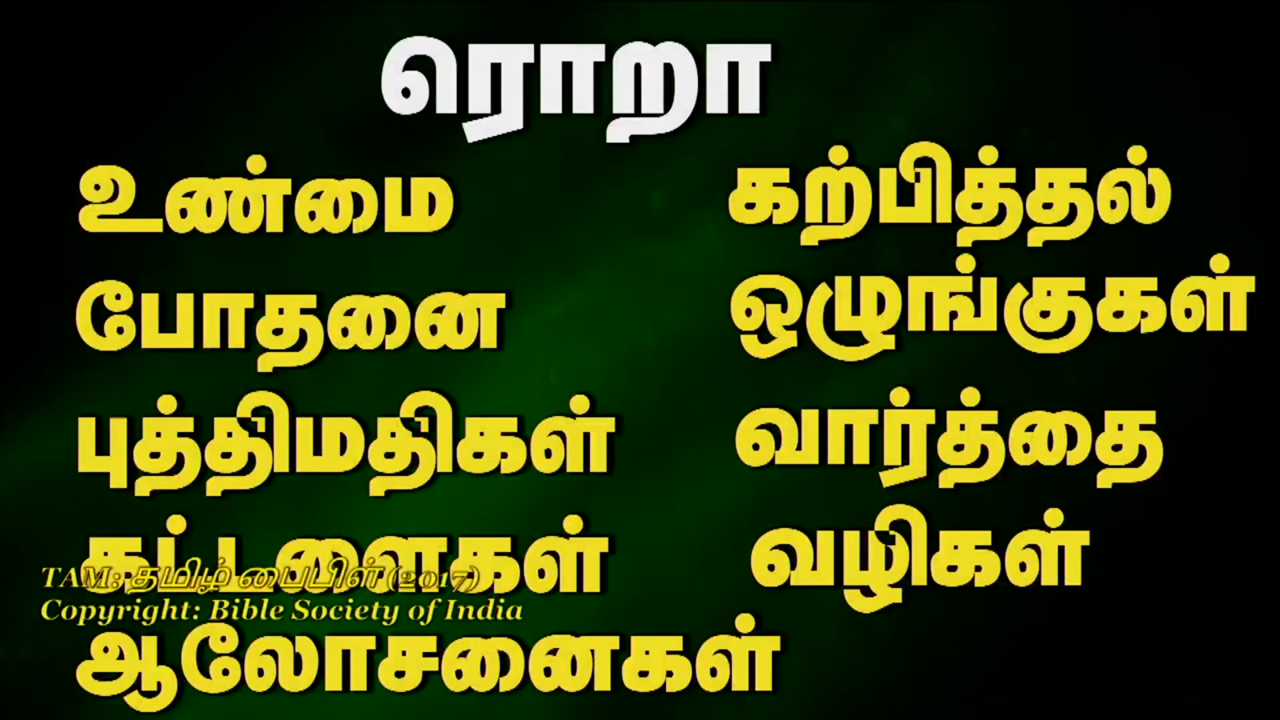 ரொறா
உண்மை
போதனை
புத்திமதிகள்
கட்டளைகள்
ஆலோசனைகள்
கற்பித்தல்
ஒழுங்குகள்
வார்த்தை
வழிகள்
TAM: தமிழ் பைபிள் (2017)
Copyright: Bible Society of India